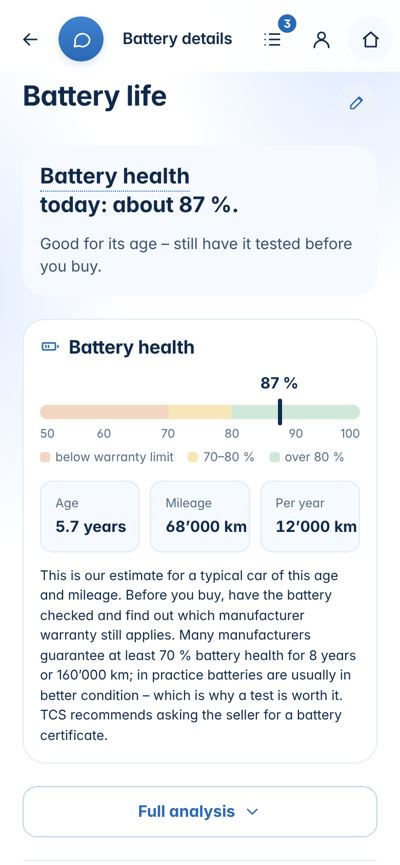 3
Battery details
Battery life
Battery health
today: about 87 %.
Good for its age – still have it tested before
you buy.
Battery health
87 %
50 60 70 80 90 100
below warranty limit 70–80 % over 80 %
Age Mileage Per year
5.7 years 68’000 km 12’000 km
This is our estimate for a typical car of this age
and mileage. Before you buy, have the battery
checked and find out which manufacturer
warranty still applies. Many manufacturers
guarantee at least 70 % battery health for 8 years
or 160’000 km; in practice batteries are usually in
better condition – which is why a test is worth it.
TCS recommends asking the seller for a battery
certificate.
Full analysis